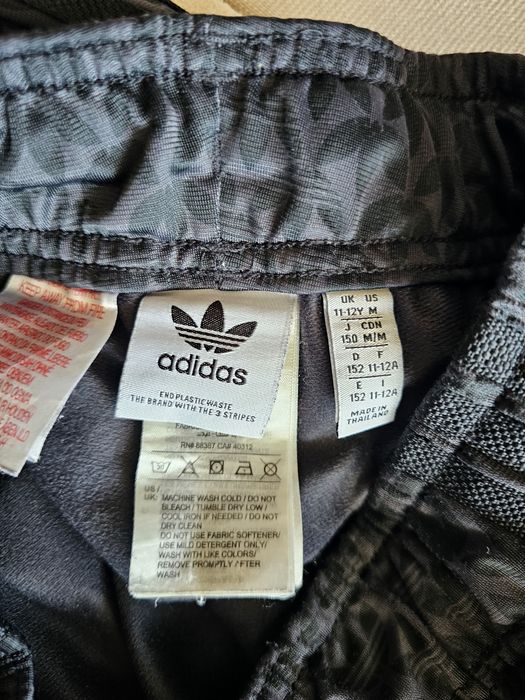 KEEP AWAY FROM FIRE
adidas
END PLASTIC WASTE
THE BRAND WITH THE 3 STRIPES
UK US
11-12Y M
J CDN
150 M/M
D F
152 11-12A
E I
152 11-12A
MADE IN
THAILAND
RN# 88387 CA# 40312
30
US /
UK: MACHINE WASH COLD / DO NOT
BLEACH / TUMBLE DRY LOW /
COOL IRON IF NEEDED / DO NOT
DRY CLEAN
DO NOT USE FABRIC SOFTENER/
USE MILD DETERGENT ONLY/
WASH WITH LIKE COLORS/
REMOVE PROMPTLY AFTER
WASH